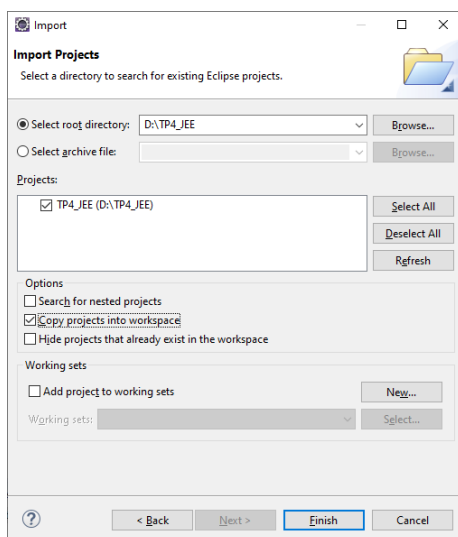 Import
Import Projects
Select a directory to search for existing Eclipse projects.
Select root directory: D:\TP4_JEE Browse...
Select archive file: Browse...
Projects:
TP4_JEE (D:\TP4_JEE)
Select All
Deselect All
Refresh
Options
Search for nested projects
Copy projects into workspace
Hide projects that already exist in the workspace
Working sets
Add project to working sets New...
Working sets: Select...
? < Back Next > Finish Cancel